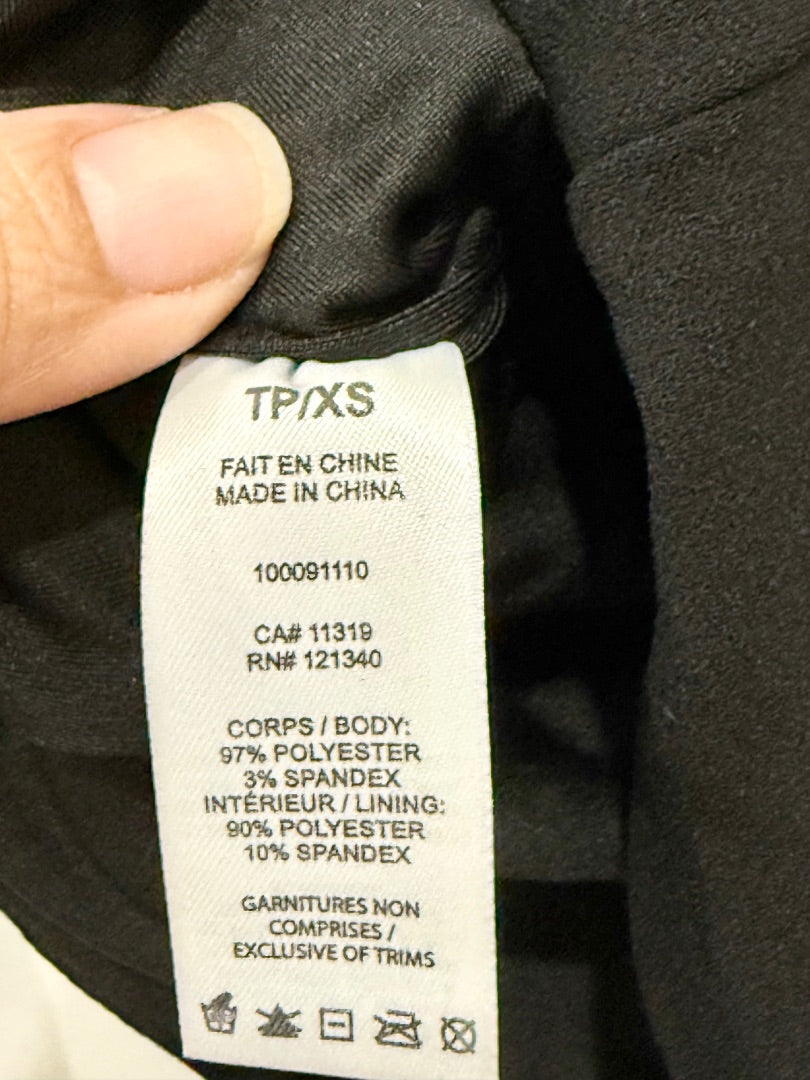 TP/XS
FAIT EN CHINE
MADE IN CHINA
100091110
CA# 11319
RN# 121340
CORPS / BODY:
97% POLYESTER
3% SPANDEX
INTÉRIEUR / LINING:
90% POLYESTER
10% SPANDEX
GARNITURES NON
COMPRISES /
EXCLUSIVE OF TRIMS